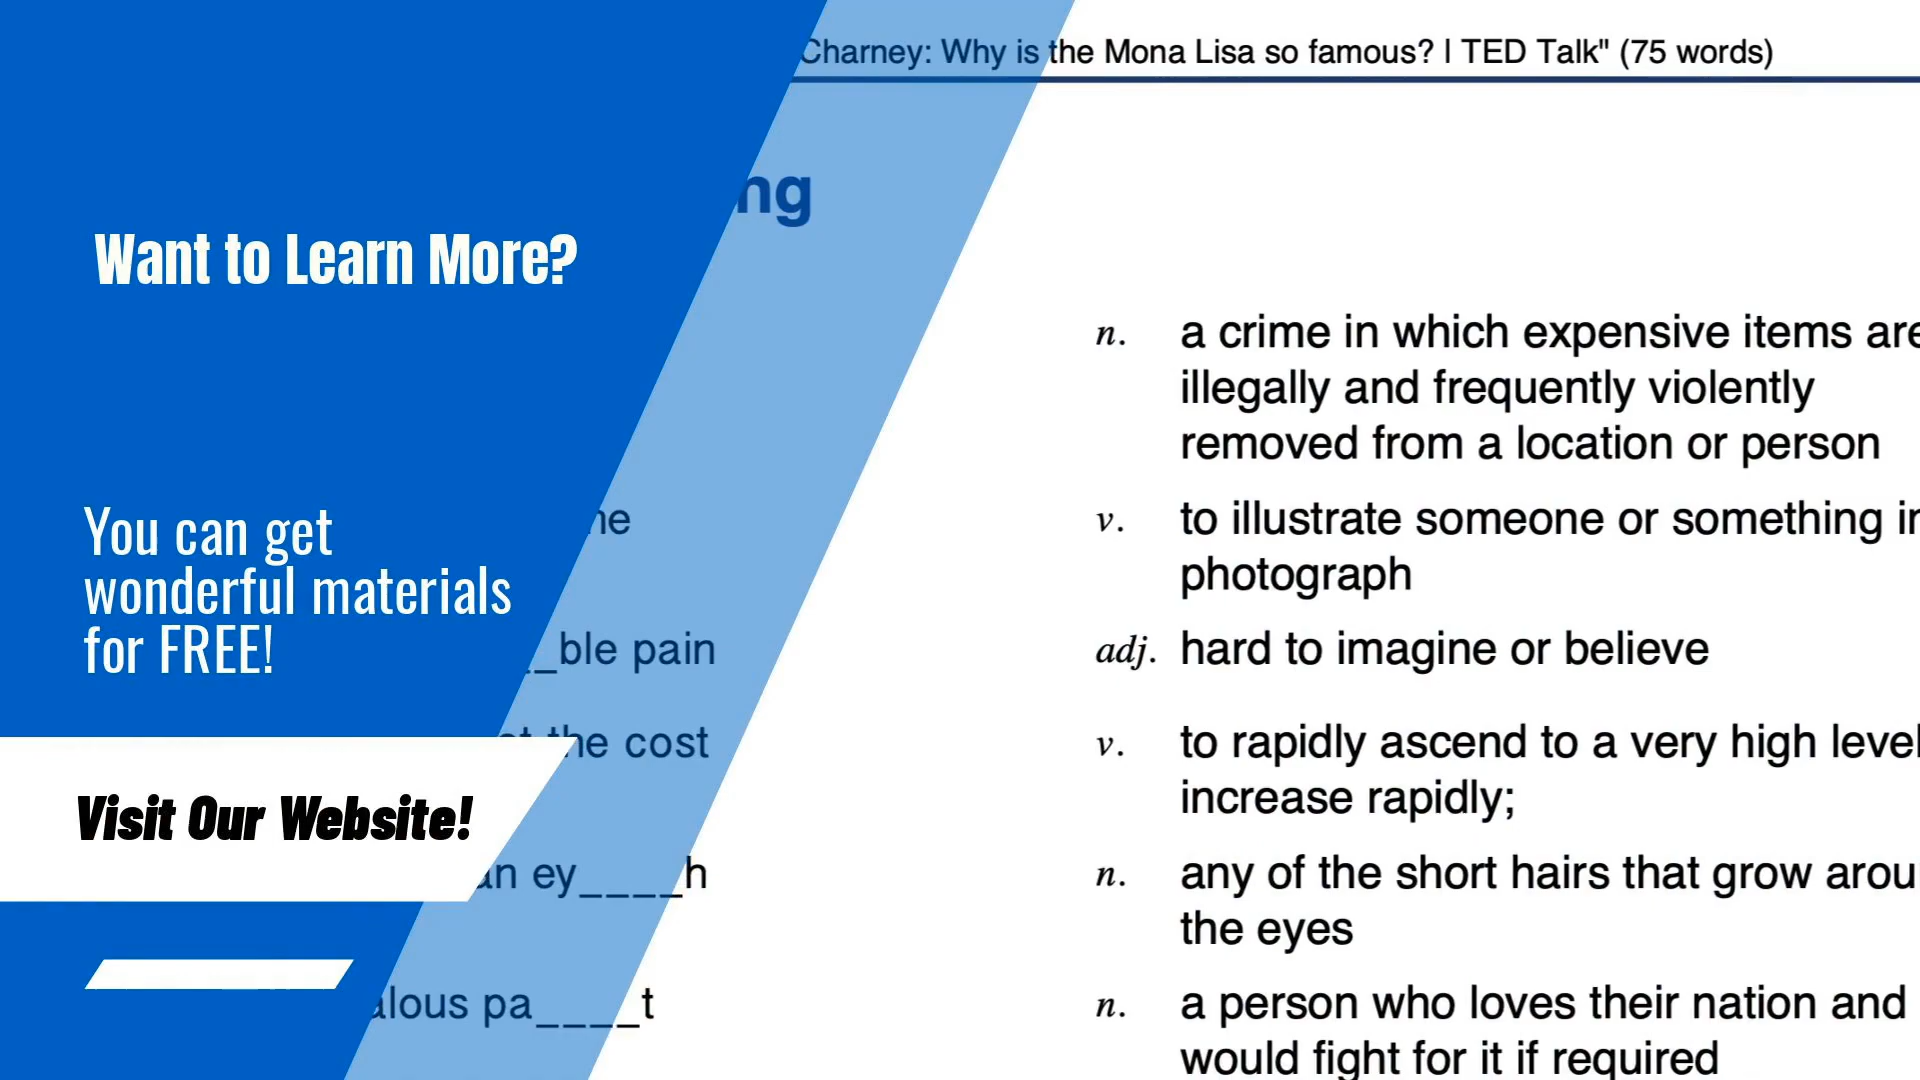 Charney: Why is the Mona Lisa so famous? | TED Talk" (75 words)
ng
Want to Learn More?
You can get
wonderful materials
for FREE!
Visit Our Website!
n. a crime in which expensive items are
illegally and frequently violently
removed from a location or person
v. to illustrate someone or something in
photograph
__ble pain
adj. hard to imagine or believe
the cost
v. to rapidly ascend to a very high level
increase rapidly;
an ey____h
n. any of the short hairs that grow arou
the eyes
alous pa____t
n. a person who loves their nation and
would fight for it if required